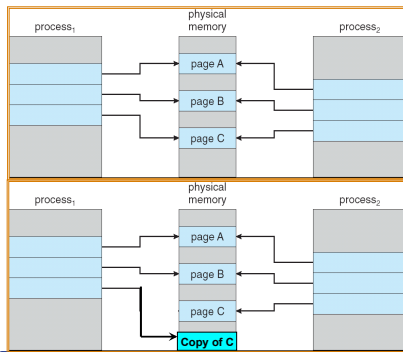 physical
memory
process₁
process₂
page A
page B
page C
physical
memory
process₁
process₂
page A
page B
page C
Copy of C